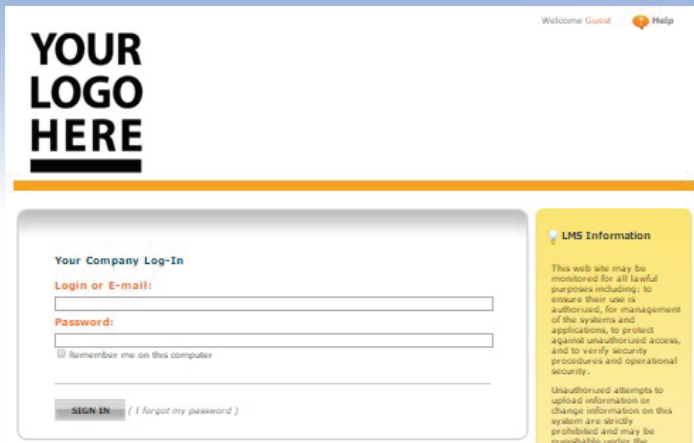 Welcome Guest
Help
YOUR
LOGO
HERE
Your Company Log-In
Login or E-mail:
Password:
Remember me on this computer
SIGN IN
( I forgot my password )
LMS Information
This web site may be
monitored for all lawful
purposes including: to
ensure their use is
authorized, for management
of the systems and
applications, to protect
against unauthorized access,
and to verify security
procedures and operational
security.
Unauthorized attempts to
upload information or
change information on this
system are strictly
prohibited and may be
punishable under the